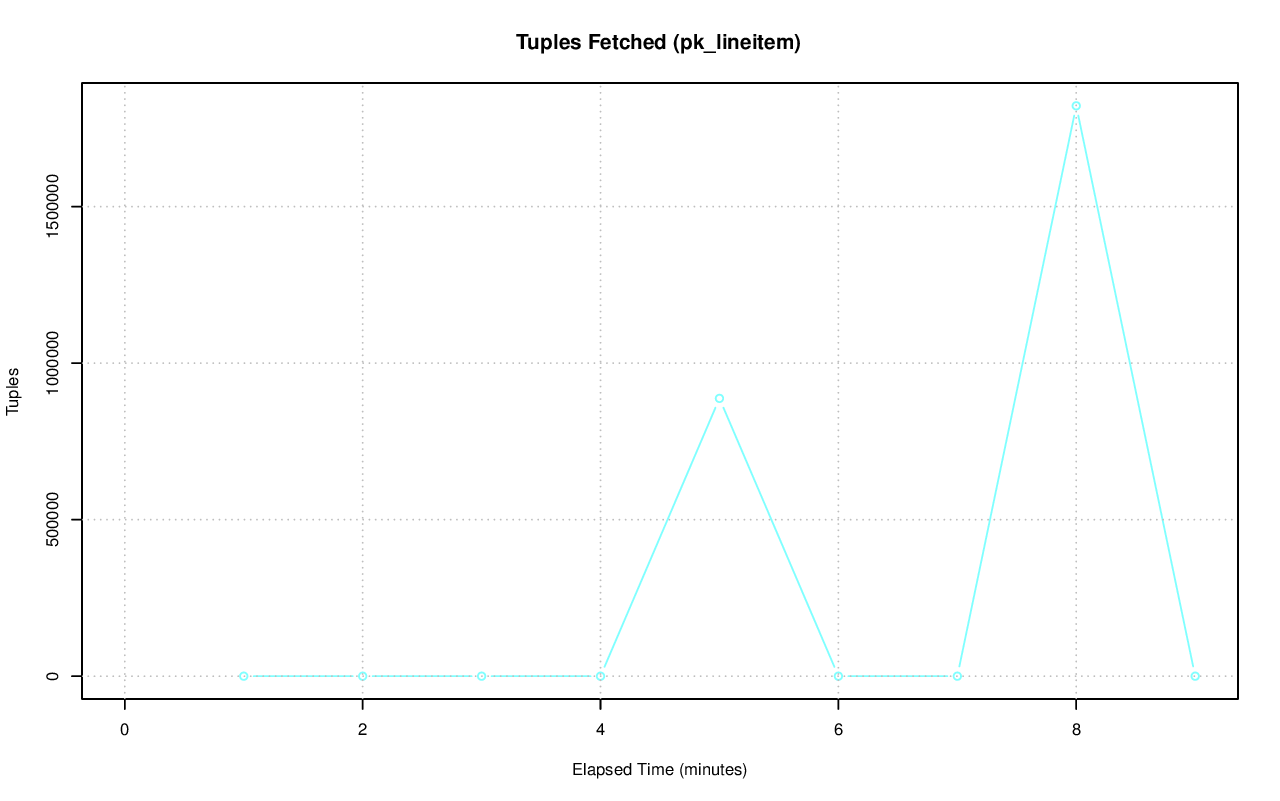 Tuples Fetched (pk_lineitem)
Tuples
1500000
1000000
500000
0
0 2 4 6 8
Elapsed Time (minutes)